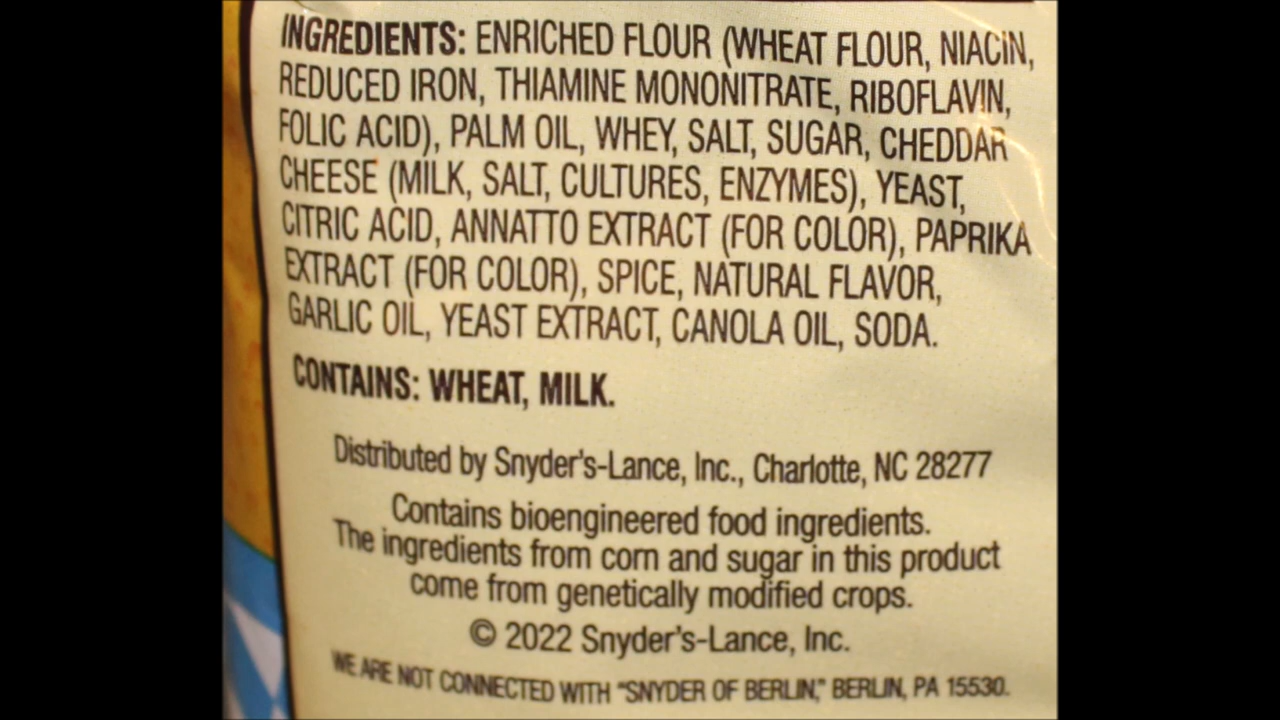 INGREDIENTS: ENRICHED FLOUR (WHEAT FLOUR, NIACIN,
REDUCED IRON, THIAMINE MONONITRATE, RIBOFLAVIN,
FOLIC ACID), PALM OIL, WHEY, SALT, SUGAR, CHEDDAR
CHEESE (MILK, SALT, CULTURES, ENZYMES), YEAST,
CITRIC ACID, ANNATTO EXTRACT (FOR COLOR), PAPRIKA
EXTRACT (FOR COLOR), SPICE, NATURAL FLAVOR,
GARLIC OIL, YEAST EXTRACT, CANOLA OIL, SODA.
CONTAINS: WHEAT, MILK.
Distributed by Snyder's-Lance, Inc., Charlotte, NC 28277
Contains bioengineered food ingredients.
The ingredients from corn and sugar in this product
come from genetically modified crops.
© 2022 Snyder's-Lance, Inc.
WE ARE NOT CONNECTED WITH "SNYDER OF BERLIN," BERLIN, PA 15530.